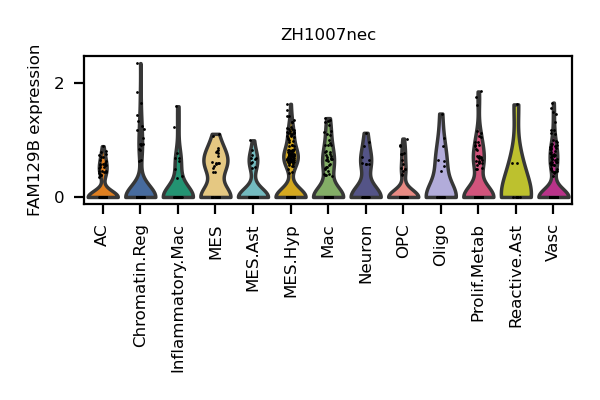 ZH1007nec
FAM129B expression
2
0
AC
Chromatin.Reg
Inflammatory.Mac
MES
MES.Ast
MES.Hyp
Mac
Neuron
OPC
Oligo
Prolif.Metab
Reactive.Ast
Vasc